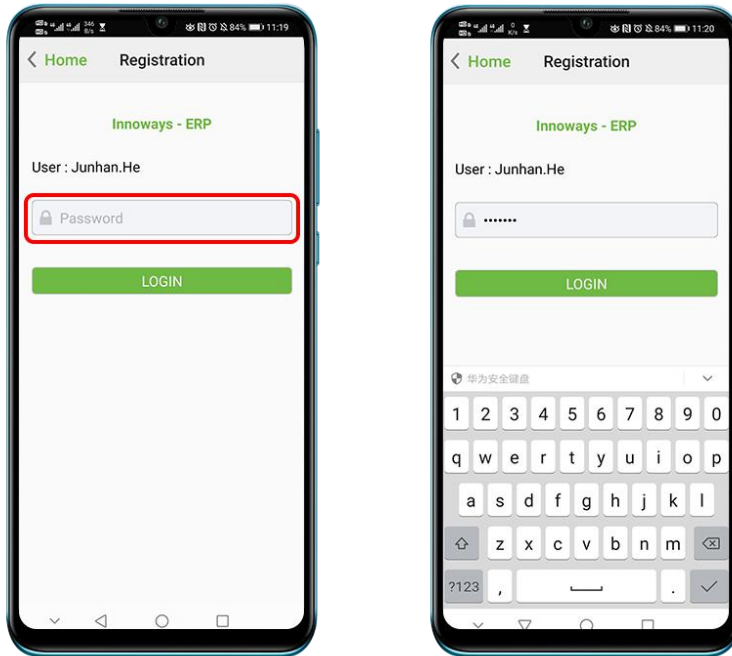 346 B/s 84% 11:19
Home Registration
Innoways - ERP
User : Junhan.He
Password
LOGIN
0 K/s 84% 11:20
Home Registration
Innoways - ERP
User : Junhan.He
•••••••
LOGIN
华为安全键盘
1 2 3 4 5 6 7 8 9 0
q w e r t y u i o p
a s d f g h j k l
z x c v b n m
?123 , .